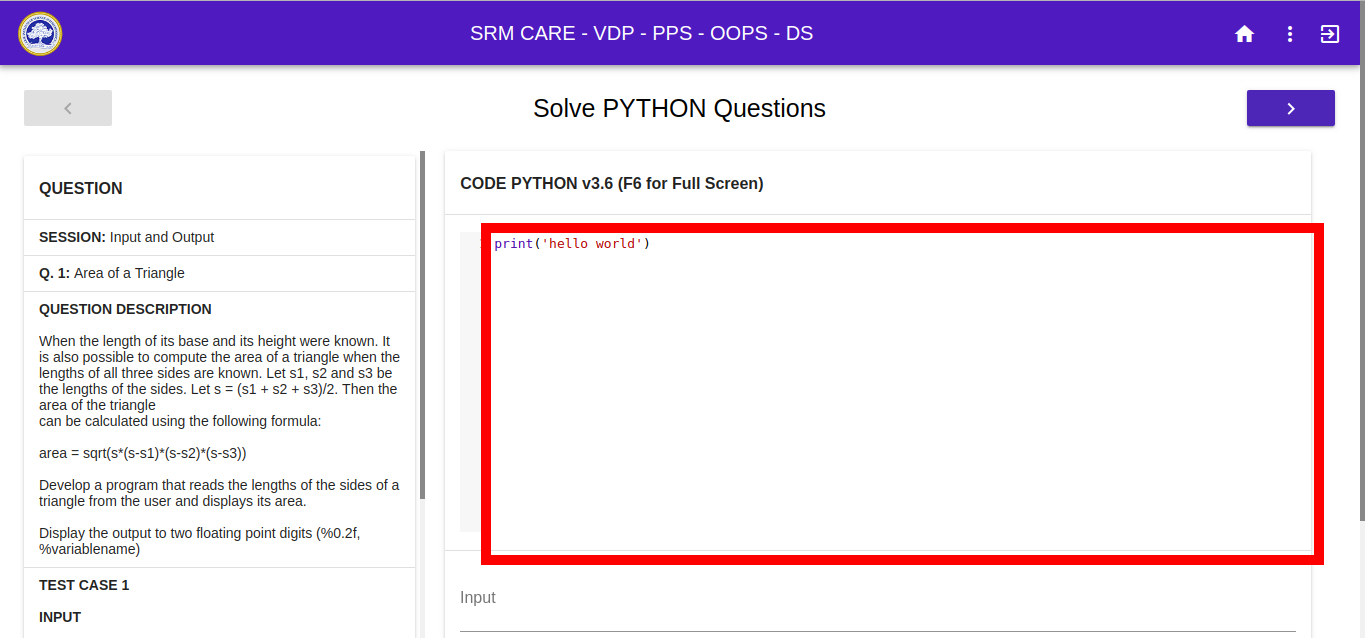 SRM CARE - VDP - PPS - OOPS - DS
Solve PYTHON Questions
QUESTION
SESSION: Input and Output
Q. 1: Area of a Triangle
QUESTION DESCRIPTION
When the length of its base and its height were known. It
is also possible to compute the area of a triangle when the
lengths of all three sides are known. Let s1, s2 and s3 be
the lengths of the sides. Let s = (s1 + s2 + s3)/2. Then the
area of the triangle
can be calculated using the following formula:
area = sqrt(s*(s-s1)*(s-s2)*(s-s3))
Develop a program that reads the lengths of the sides of a
triangle from the user and displays its area.
Display the output to two floating point digits (%0.2f,
%variablename)
TEST CASE 1
INPUT
CODE PYTHON v3.6 (F6 for Full Screen)
print('hello world')
Input